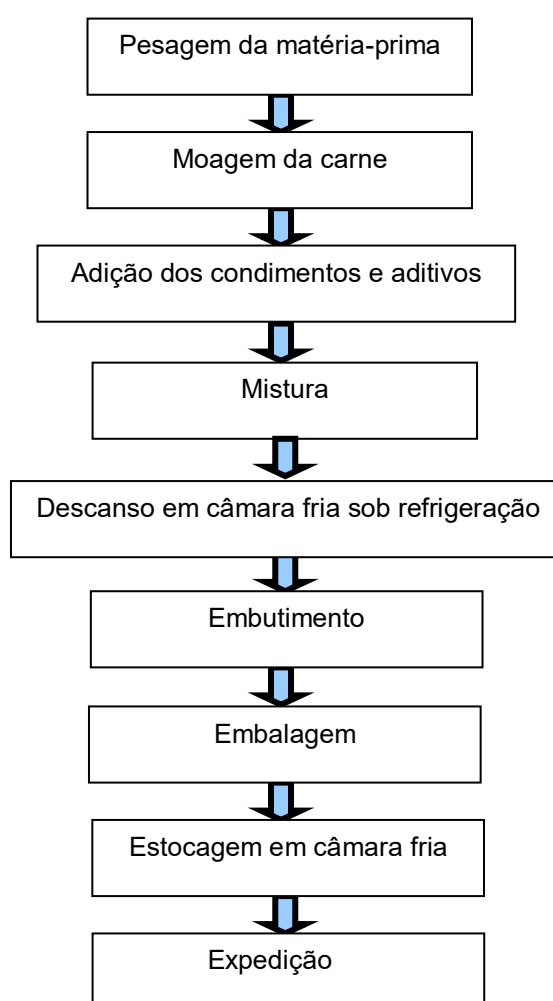 Pesagem da matéria-prima
Moagem da carne
Adição dos condimentos e aditivos
Mistura
Descanso em câmara fria sob refrigeração
Embutimento
Embalagem
Estocagem em câmara fria
Expedição